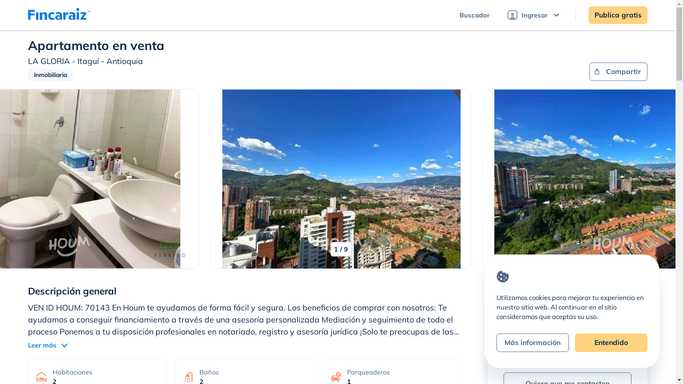 Fincaraiz
Buscador
Ingresar
Publica gratis
Apartamento en venta
LA GLORIA - Itagui - Antioquia
Inmobiliaria
Compartir
HOUM
HOUM
HOUM
1 / 9
Descripción general
VEN ID HOUM: 70143 En Houm te ayudamos de forma fácil y segura. Los beneficios de comprar con nosotros: Te
ayudamos a conseguir financiamiento a través de una asesoría personalizada Mediación y seguimiento de todo el
proceso Ponemos a tu disposición profesionales en notariado, registro y asesoría jurídica ¡Solo te preocupas de las...
Leer más
Habitaciones
2
Baños
2
Parqueaderos
1
Utilizamos cookies para mejorar tu experiencia en
nuestro sitio web. Al continuar en el sitio
consideramos que aceptas su uso.
Más información
Entendido
Quiero que me contacten